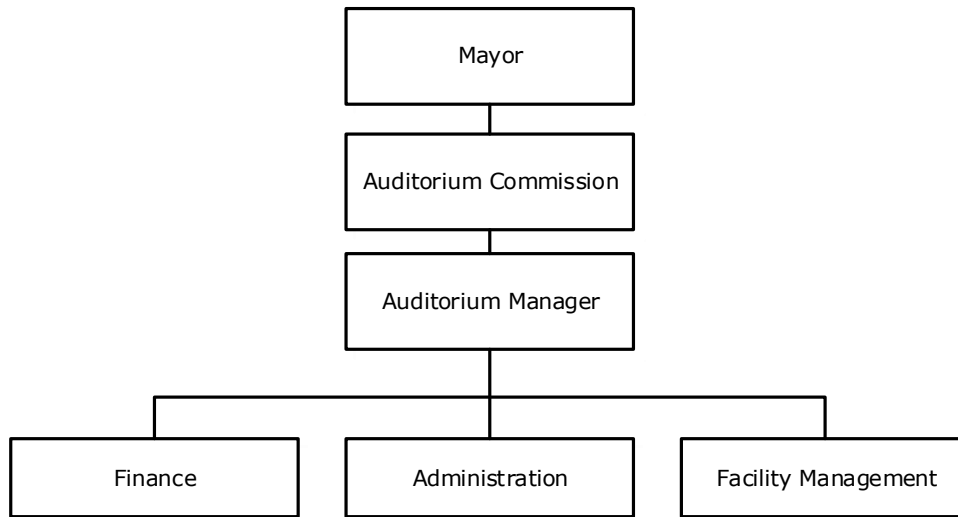 Mayor
Auditorium Commission
Auditorium Manager
Finance
Administration
Facility Management